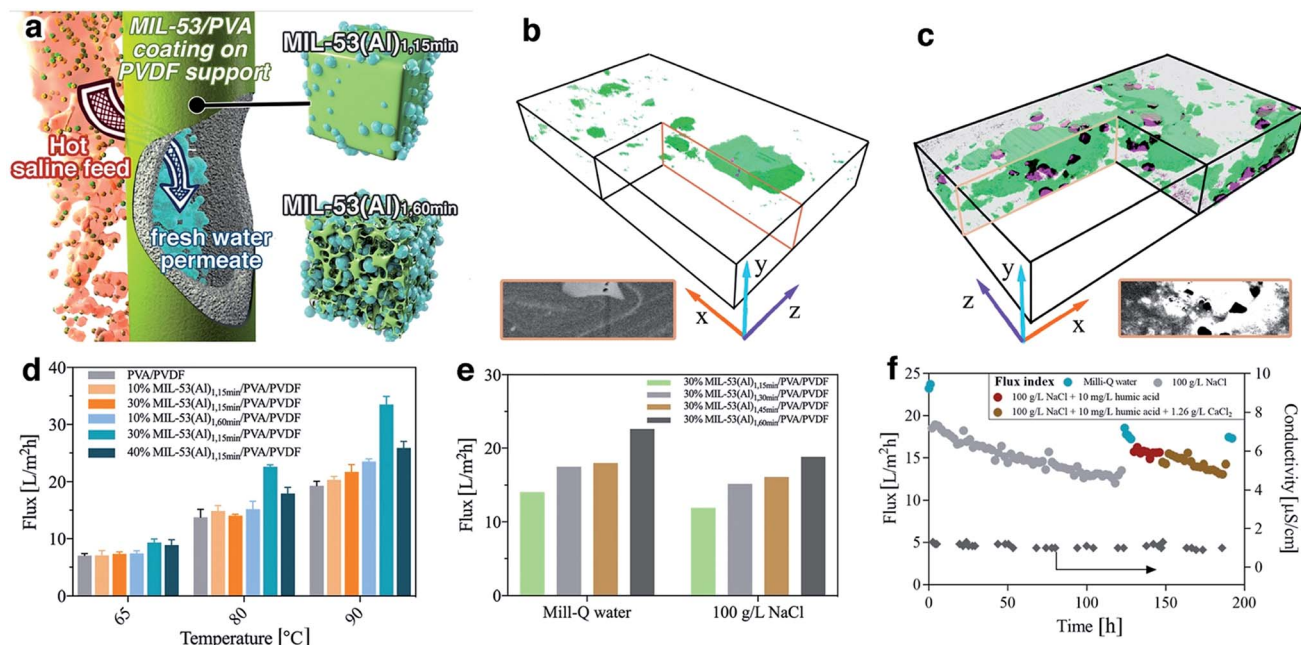 a
MIL-53/PVA
coating on
PVDF support
Hot
saline feed
fresh water
permeate
MIL-53(Al)1,15min
MIL-53(Al)1,60min
b
y
x
z
c
y
z
x
d
Flux [L/m²h]
40
30
20
10
0
PVA/PVDF
10% MIL-53(Al)1,15min/PVA/PVDF
30% MIL-53(Al)1,15min/PVA/PVDF
10% MIL-53(Al)1,60min/PVA/PVDF
30% MIL-53(Al)1,15min/PVA/PVDF
40% MIL-53(Al)1,15min/PVA/PVDF
65
80
90
Temperature [°C]
e
Flux [L/m²h]
30
20
10
0
30% MIL-53(Al)1,15min/PVA/PVDF
30% MIL-53(Al)1,30min/PVA/PVDF
30% MIL-53(Al)1,45min/PVA/PVDF
30% MIL-53(Al)1,60min/PVA/PVDF
Mill-Q water
100 g/L NaCl
f
Flux [L/m²h]
25
20
15
10
5
0
Flux index
Milli-Q water
100 g/L NaCl
100 g/L NaCl + 10 mg/L humic acid
100 g/L NaCl + 10 mg/L humic acid + 1.26 g/L CaCl₂
10
8
6
4
2
0
Conductivity [µS/cm]
0
50
100
150
200
Time [h]